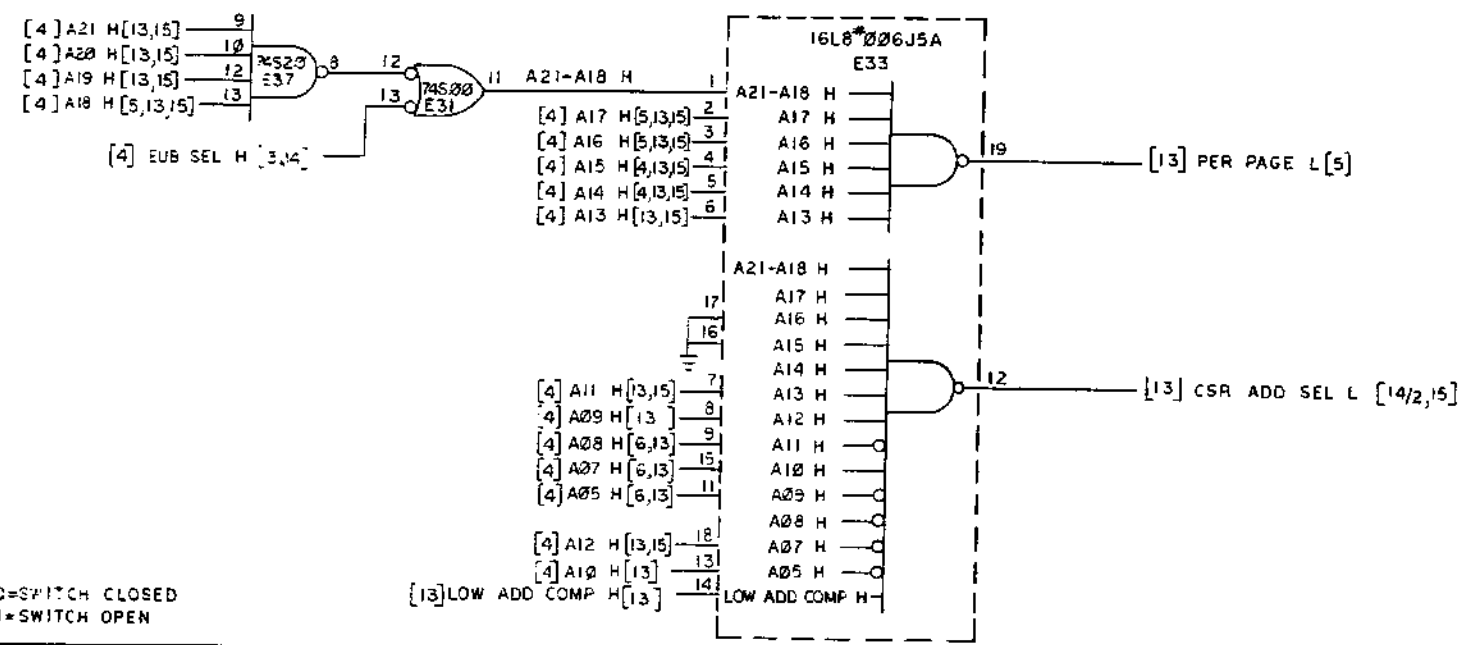 [4] A21 H[13,15] 9
[4] A20 H[13,15] 10
[4] A19 H[13,15] 12
[4] A18 H[5,13,15] 13
74S20
E37
8
12
13
74S00
E31
11 A21-A18 H 1
[4] EUB SEL H
[4] A17 H[5,13,15] 2
[4] A16 H[5,13,15] 3
[4] A15 H[4,13,15] 4
[4] A14 H[4,13,15] 5
[4] A13 H[13,15] 6
16L8*006J5A
E33
A21-A18 H
A17 H
A16 H
A15 H
A14 H
A13 H
19
[13] PER PAGE L[5]
17
16
[4] A11 H[13,15] 7
[4] A09 H[13 ] 8
[4] A08 H[6,13] 9
[4] A07 H[6,13] 15
[4] A05 H[6,13] 11
[4] A12 H[13,15] 18
[4] A10 H[13] 13
[13]LOW ADD COMP H[13 ] 14
A21-A18 H
A17 H
A16 H
A15 H
A14 H
A13 H
A12 H
A11 H
A10 H
A09 H
A08 H
A07 H
A05 H
LOW ADD COMP H
12
[13] CSR ADD SEL L [14/2,15]
0=SWITCH CLOSED
1=SWITCH OPEN